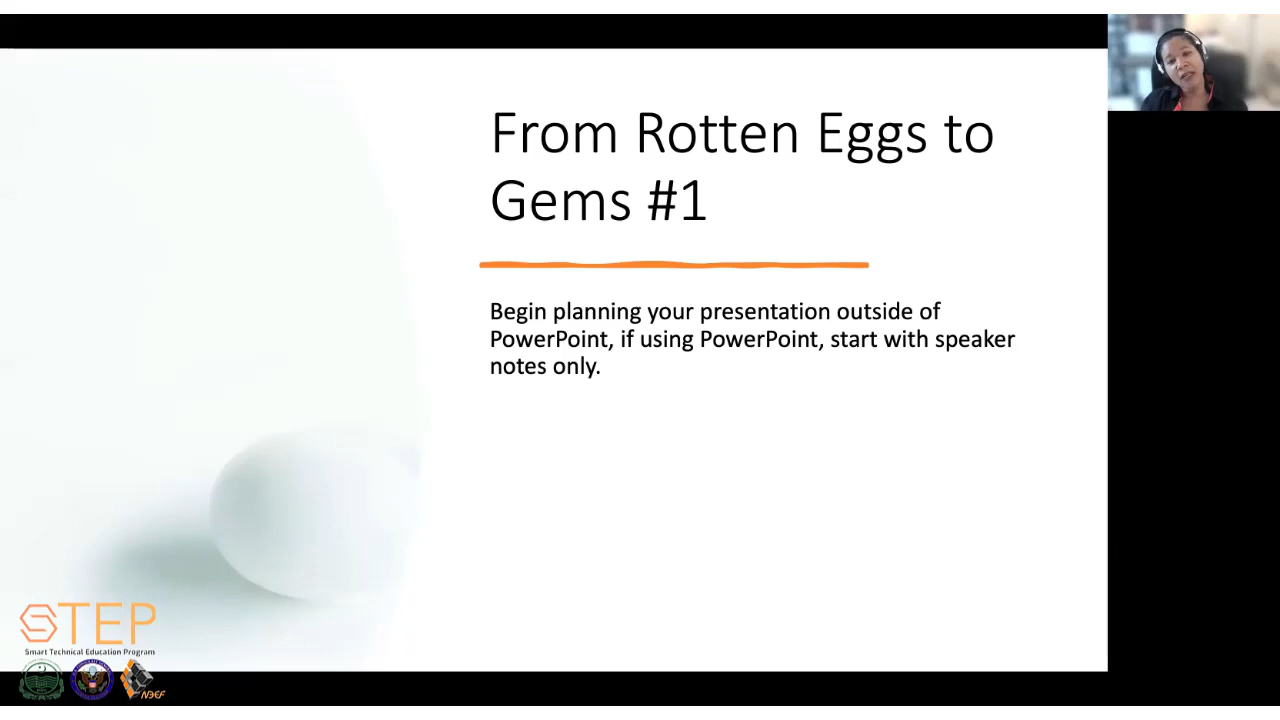 From Rotten Eggs to
Gems #1
Begin planning your presentation outside of
PowerPoint, if using PowerPoint, start with speaker
notes only.
STEP
Smart Technical Education Program